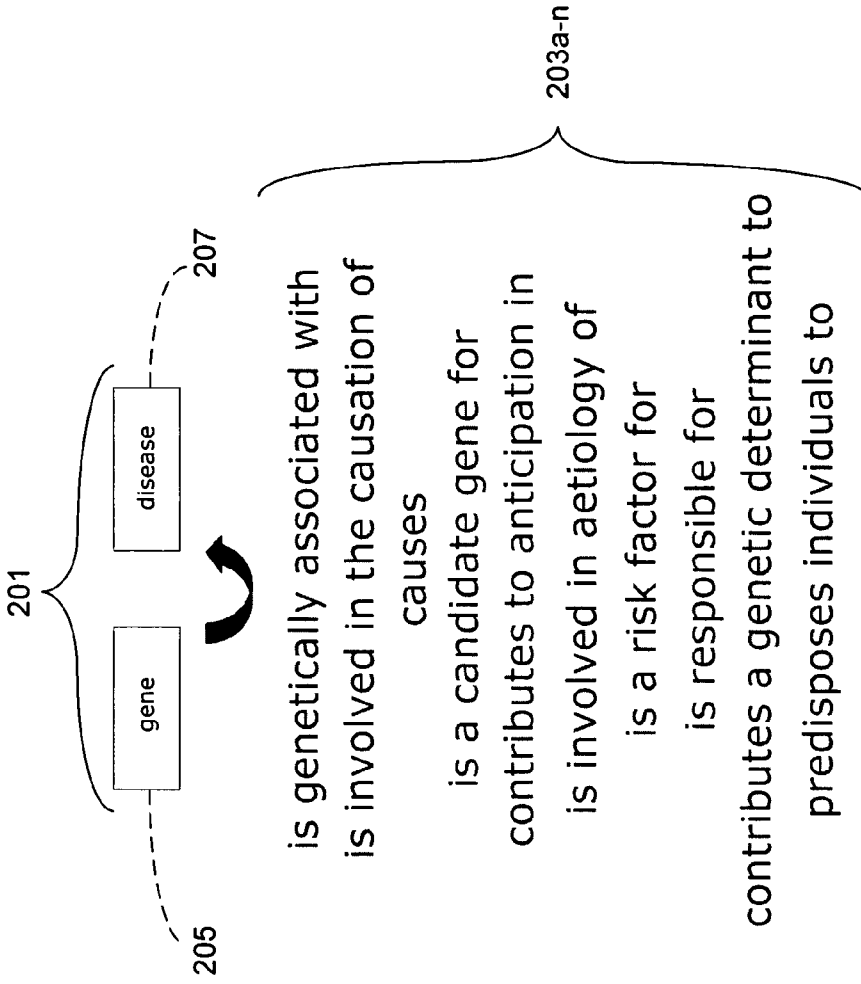 201
gene
disease
205
207
is genetically associated with
is involved in the causation of
causes
is a candidate gene for
contributes to anticipation in
is involved in aetiology of
is a risk factor for
is responsible for
contributes a genetic determinant to
predisposes individuals to
203a-n